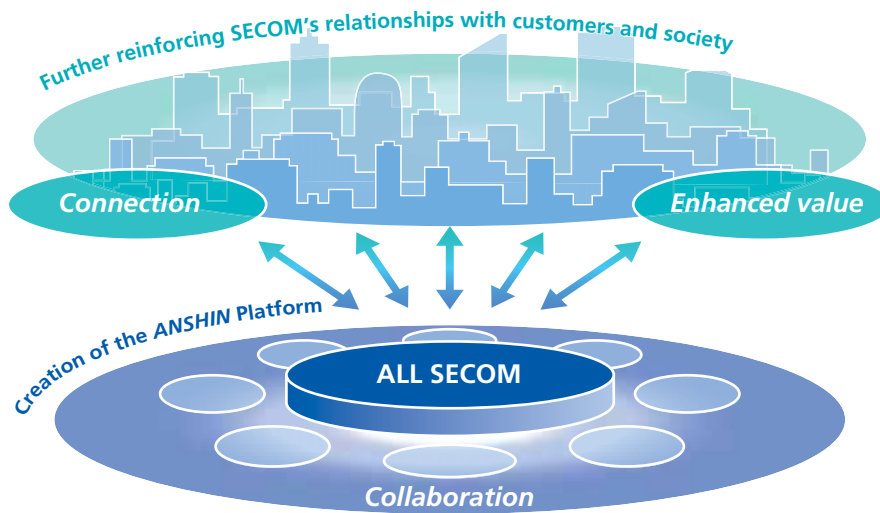 Further reinforcing SECOM's relationships with customers and society
Connection
Enhanced value
Creation of the ANSHIN Platform
ALL SECOM
Collaboration